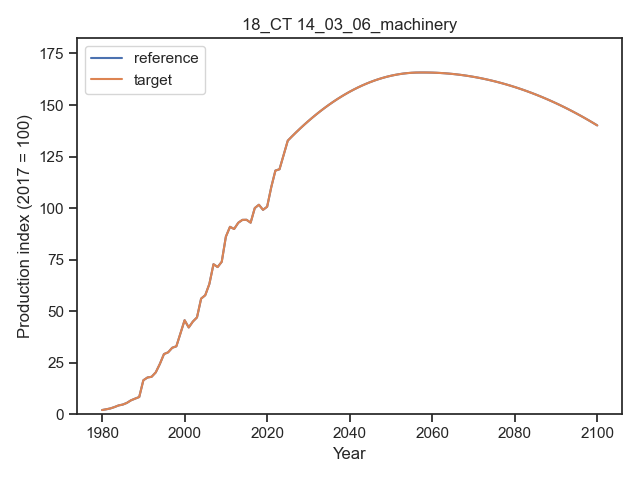 18_CT 14_03_06_machinery
reference
target
Production index (2017 = 100)
175
150
125
100
75
50
25
0
1980 2000 2020 2040 2060 2080 2100
Year